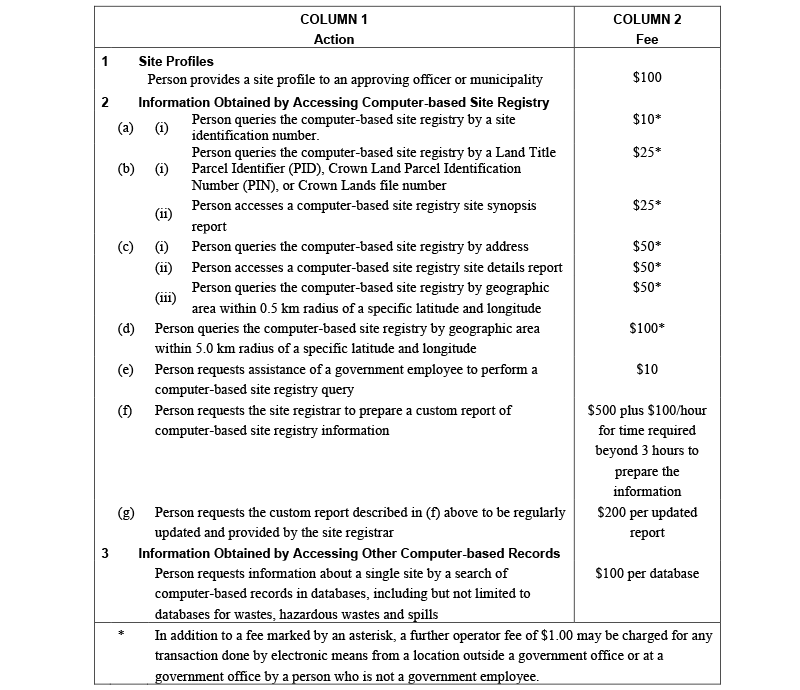 COLUMN 1 COLUMN 2
Action Fee
1 Site Profiles
Person provides a site profile to an approving officer or municipality $100
2 Information Obtained by Accessing Computer-based Site Registry
(a) (i) Person queries the computer-based site registry by a site $10*
identification number.
Person queries the computer-based site registry by a Land Title $25*
(b) (i) Parcel Identifier (PID), Crown Land Parcel Identification
Number (PIN), or Crown Lands file number
(ii) Person accesses a computer-based site registry site synopsis $25*
report
(c) (i) Person queries the computer-based site registry by address $50*
(ii) Person accesses a computer-based site registry site details report $50*
(iii) Person queries the computer-based site registry by geographic $50*
area within 0.5 km radius of a specific latitude and longitude
(d) Person queries the computer-based site registry by geographic area $100*
within 5.0 km radius of a specific latitude and longitude
(e) Person requests assistance of a government employee to perform a $10
computer-based site registry query
(f) Person requests the site registrar to prepare a custom report of $500 plus $100/hour
computer-based site registry information for time required
beyond 3 hours to
prepare the
information
(g) Person requests the custom report described in (f) above to be regularly $200 per updated
updated and provided by the site registrar report
3 Information Obtained by Accessing Other Computer-based Records
Person requests information about a single site by a search of $100 per database
computer-based records in databases, including but not limited to
databases for wastes, hazardous wastes and spills
* In addition to a fee marked by an asterisk, a further operator fee of $1.00 may be charged for any
transaction done by electronic means from a location outside a government office or at a
government office by a person who is not a government employee.